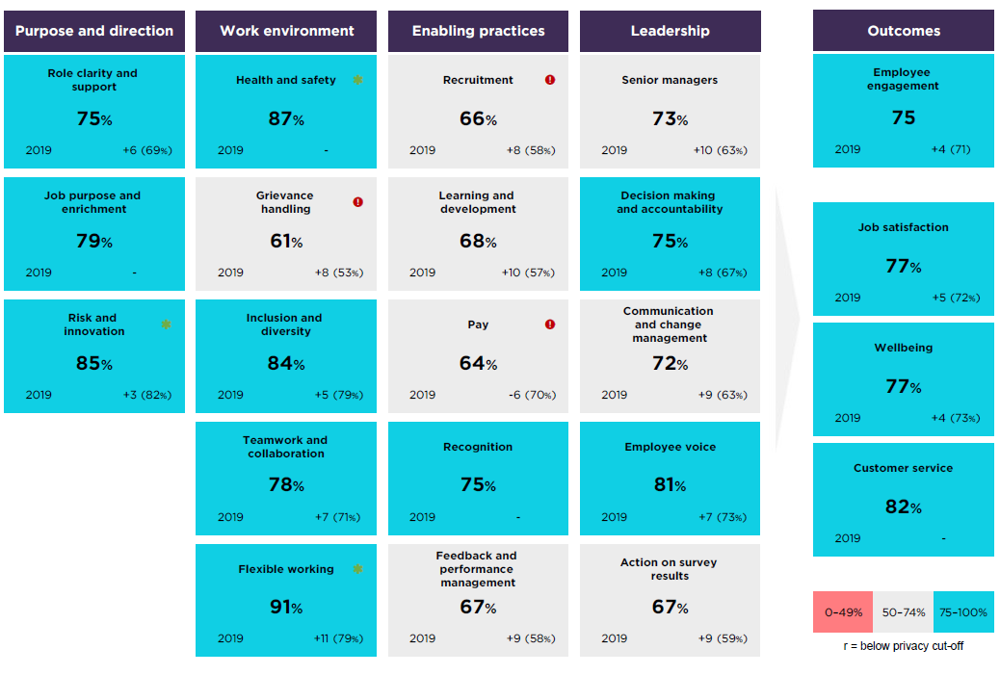 Purpose and direction
Role clarity and
support
75%
2019 +6 (69%)
Job purpose and
enrichment
79%
2019 -
Risk and
innovation
85%
2019 +3 (82%)
Work environment
Health and safety
87%
2019 -
Grievance
handling
61%
2019 +8 (53%)
Inclusion and
diversity
84%
2019 +5 (79%)
Teamwork and
collaboration
78%
2019 +7 (71%)
Flexible working
91%
2019 +11 (79%)
Enabling practices
Recruitment
66%
2019 +8 (58%)
Learning and
development
68%
2019 +10 (57%)
Pay
64%
2019 -6 (70%)
Recognition
75%
2019 -
Feedback and
performance
management
67%
2019 +9 (58%)
Leadership
Senior managers
73%
2019 +10 (63%)
Decision making
and accountability
75%
2019 +8 (67%)
Communication
and change
management
72%
2019 +9 (63%)
Employee voice
81%
2019 +7 (73%)
Action on survey
results
67%
2019 +9 (59%)
Outcomes
Employee
engagement
75
2019 +4 (71)
Job satisfaction
77%
2019 +5 (72%)
Wellbeing
77%
2019 +4 (73%)
Customer service
82%
2019 -
0–49% 50–74% 75–100%
r = below privacy cut-off